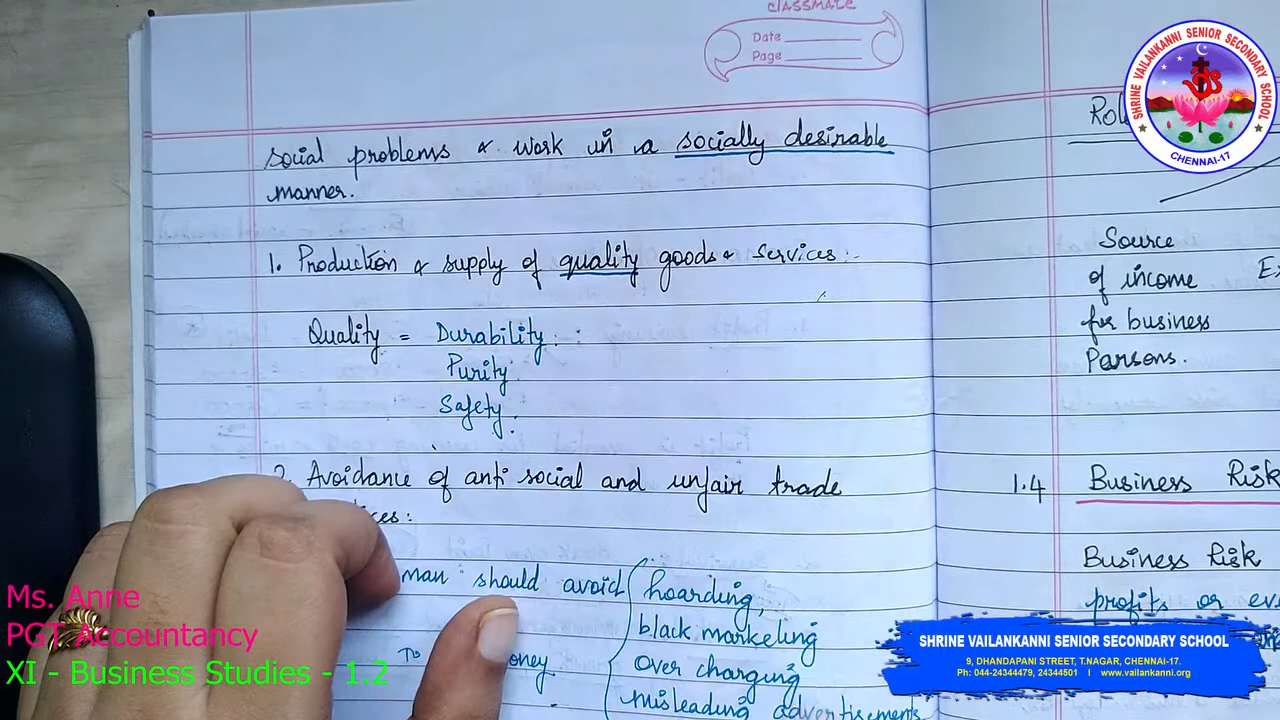 classmate
Date
Page
social problems & work in a socially desirable
manner.
1. Production & supply of quality goods & services:-
Quality = Durability:
Purity
Safety.
2. Avoidance of anti social and unfair trade
ices:
man should avoid
To
oney
hoarding,
black marketing
over charging
misleading advertisements
Source
of income
for business
Persons.
1.4 Business Risk
Business Risk
profits or
SHRINE VAILANKANNI SENIOR SECONDARY SCHOOL
CHENNAI-17
Ms. Anne
PGT Accountancy
XI - Business Studies - 1.2
SHRINE VAILANKANNI SENIOR SECONDARY SCHOOL
9, DHANDAPANI STREET, T.NAGAR, CHENNAI-17.
Ph: 044-24344479, 24344501 I www.vailankanni.org